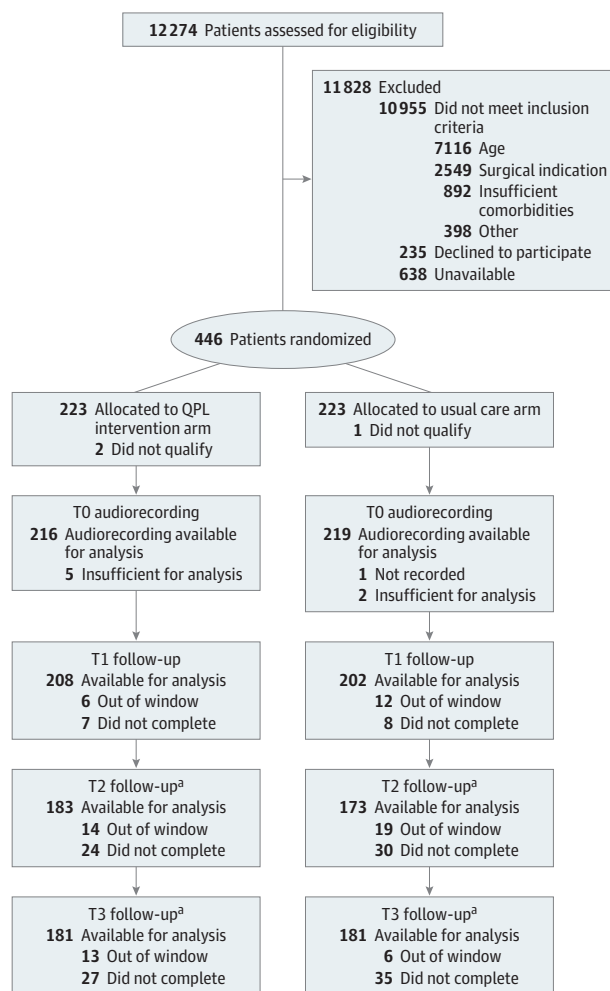 12 274 Patients assessed for eligibility
11 828 Excluded
10 955 Did not meet inclusion
criteria
7116 Age
2549 Surgical indication
892 Insufficient
comorbidities
398 Other
235 Declined to participate
638 Unavailable
446 Patients randomized
223 Allocated to QPL
intervention arm
2 Did not qualify
223 Allocated to usual care arm
1 Did not qualify
T0 audiorecording
216 Audiorecording available
for analysis
5 Insufficient for analysis
T0 audiorecording
219 Audiorecording available
for analysis
1 Not recorded
2 Insufficient for analysis
T1 follow-up
208 Available for analysis
6 Out of window
7 Did not complete
T1 follow-up
202 Available for analysis
12 Out of window
8 Did not complete
T2 follow-upa
183 Available for analysis
14 Out of window
24 Did not complete
T2 follow-upa
173 Available for analysis
19 Out of window
30 Did not complete
T3 follow-upa
181 Available for analysis
13 Out of window
27 Did not complete
T3 follow-upa
181 Available for analysis
6 Out of window
35 Did not complete